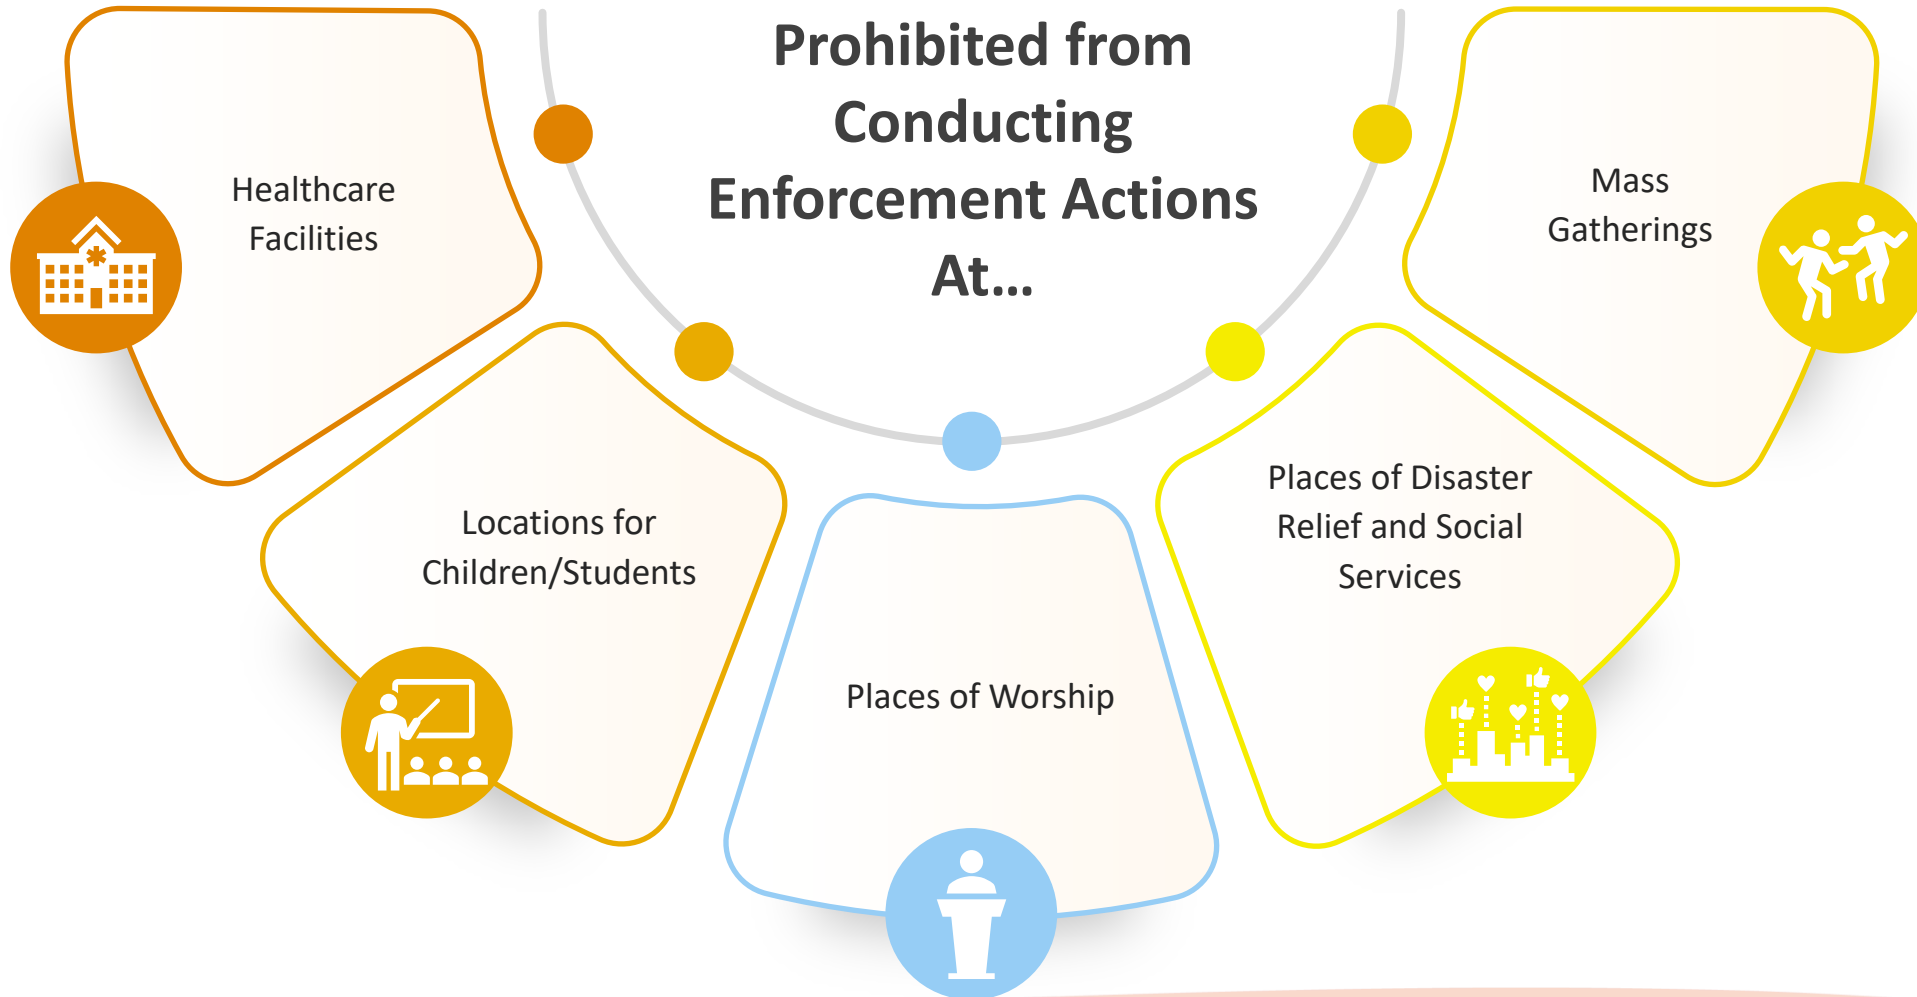 Prohibited from
Conducting
Enforcement Actions
At...
Healthcare
Facilities
Locations for
Children/Students
Places of Worship
Places of Disaster
Relief and Social
Services
Mass
Gatherings